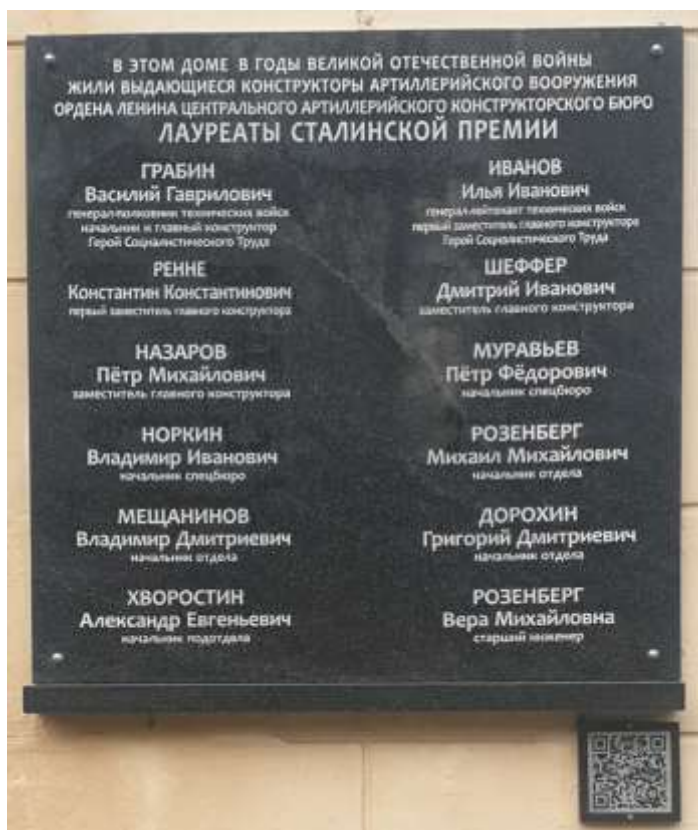 В ЭТОМ ДОМЕ В ГОДЫ ВЕЛИКОЙ ОТЕЧЕСТВЕННОЙ ВОЙНЫ
ЖИЛИ ВЫДАЮЩИЕСЯ КОНСТРУКТОРЫ АРТИЛЛЕРИЙСКОГО ВООРУЖЕНИЯ
ОРДЕНА ЛЕНИНА ЦЕНТРАЛЬНОГО АРТИЛЛЕРИЙСКОГО КОНСТРУКТОРСКОГО БЮРО
ЛАУРЕАТЫ СТАЛИНСКОЙ ПРЕМИИ
ГРАБИН
Василий Гаврилович
генерал-полковник технических войск
начальник и главный конструктор
Герой Социалистического Труда
ИВАНОВ
Илья Иванович
генерал-лейтенант технических войск
первый заместитель главного конструктора
Герой Социалистического Труда
РЕННЕ
Константин Константинович
первый заместитель главного конструктора
ШЕФФЕР
Дмитрий Иванович
заместитель главного конструктора
НАЗАРОВ
Пётр Михайлович
заместитель главного конструктора
МУРАВЬЕВ
Пётр Фёдорович
начальник спецбюро
НОРКИН
Владимир Иванович
начальник спецбюро
РОЗЕНБЕРГ
Михаил Михайлович
начальник отдела
МЕЩАНИНОВ
Владимир Дмитриевич
начальник отдела
ДОРОХИН
Григорий Дмитриевич
начальник отдела
ХВОРОСТИН
Александр Евгеньевич
начальник подотдела
РОЗЕНБЕРГ
Вера Михайловна
старший инженер